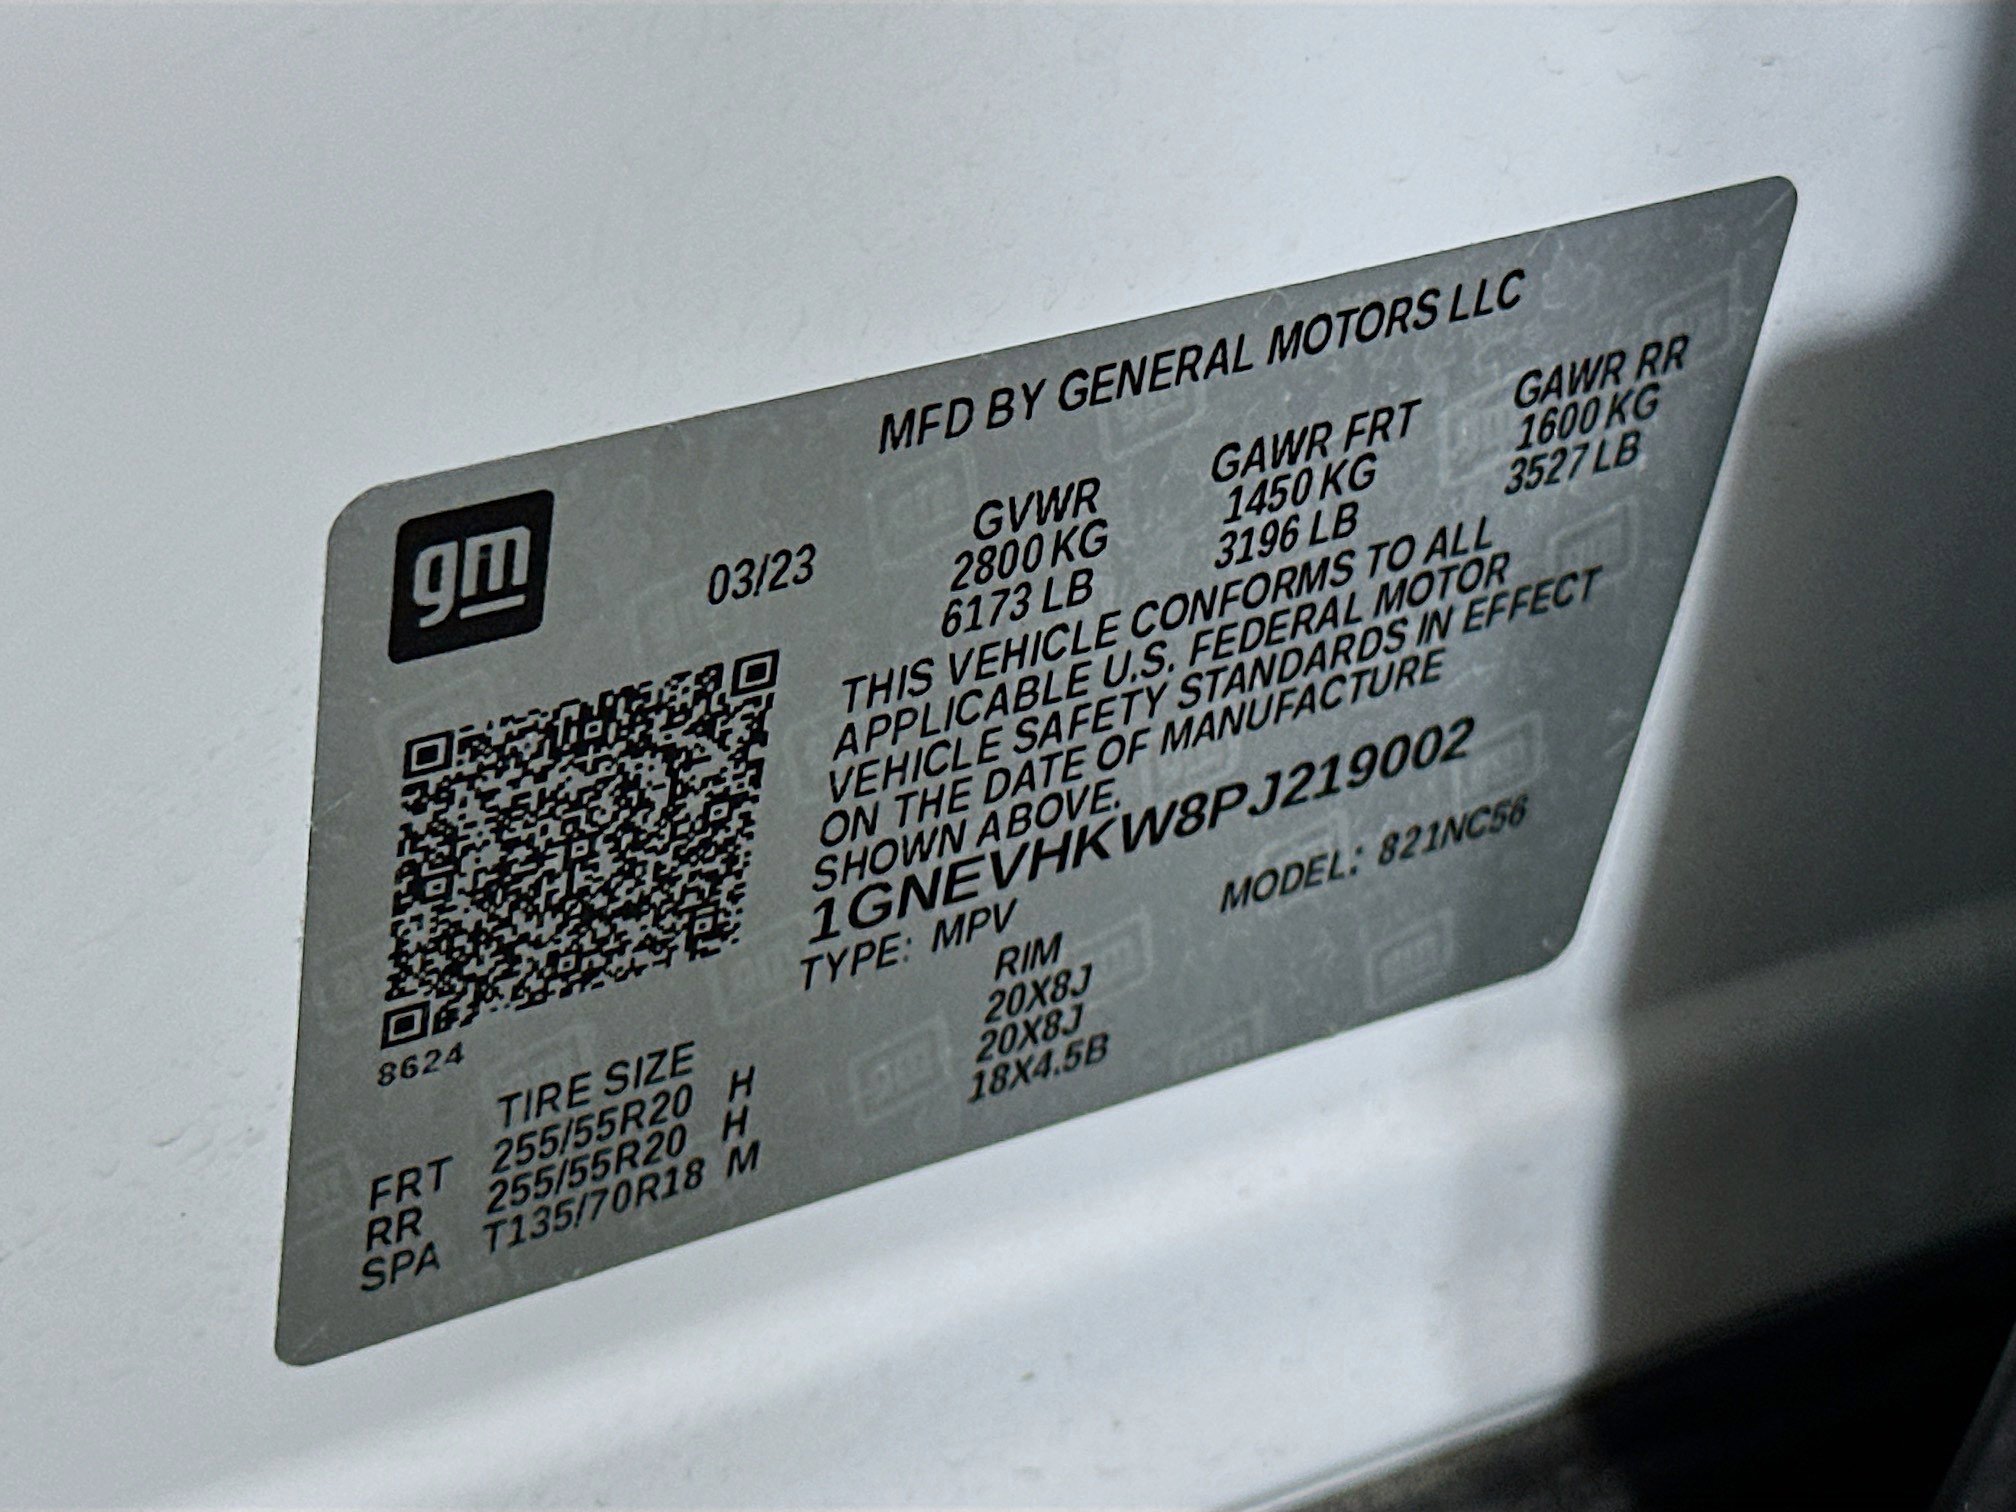 MFD BY GENERAL MOTORS LLC
gm
03/23
GVWR GAWR FRT GAWR RR
2800 KG 1450 KG 1600 KG
6173 LB 3196 LB 3527 LB
THIS VEHICLE CONFORMS TO ALL
APPLICABLE U.S. FEDERAL MOTOR
VEHICLE SAFETY STANDARDS IN EFFECT
ON THE DATE OF MANUFACTURE
SHOWN ABOVE.
1GNEVHKW8PJ219002
TYPE: MPV MODEL: 821NC56
8624
TIRE SIZE RIM
FRT 255/55R20 H 20X8J
RR 255/55R20 H 20X8J
SPA T135/70R18 M 18X4.5B